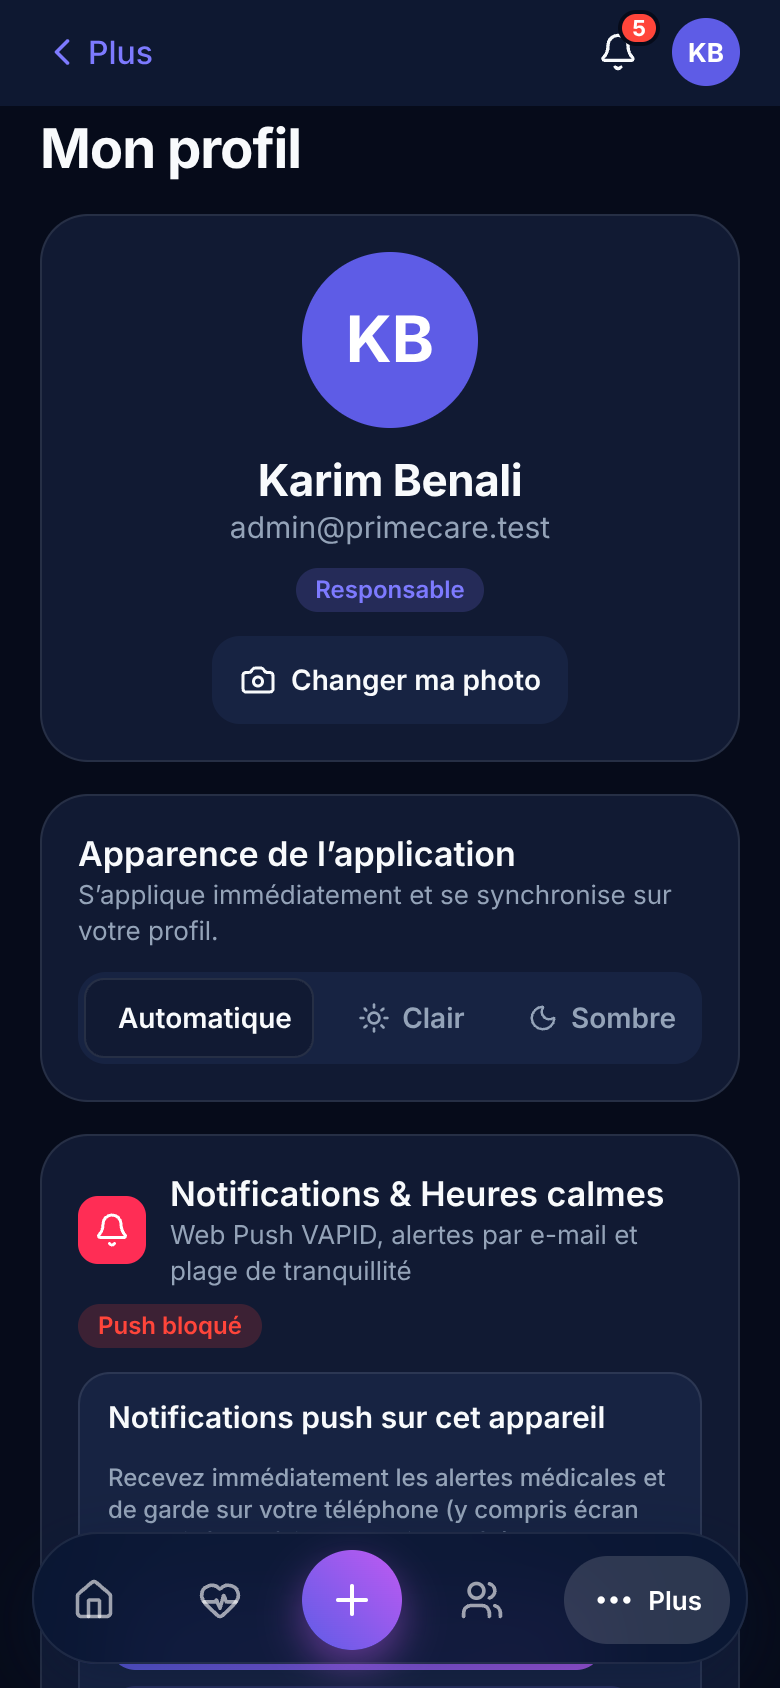 Plus
5
KB
Mon profil
KB
Karim Benali
admin@primecare.test
Responsable
Changer ma photo
Apparence de l’application
S’applique immédiatement et se synchronise sur
votre profil.
Automatique
Clair
Sombre
Notifications & Heures calmes
Web Push VAPID, alertes par e-mail et
plage de tranquillité
Push bloqué
Notifications push sur cet appareil
Recevez immédiatement les alertes médicales et
de garde sur votre téléphone (y compris écran
Plus